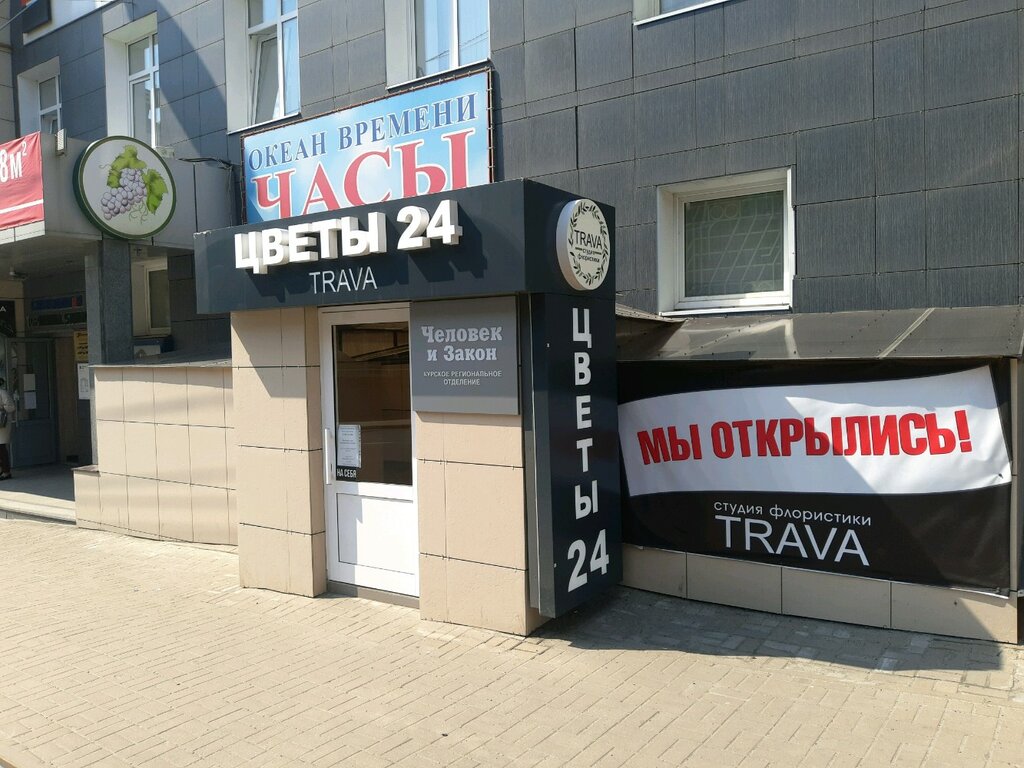 8м²
ОКЕАН ВРЕМЕНИ
ЧАСЫ
ЦВЕТЫ 24
TRAVA
TRAVA
студия
флористики
Человек
и Закон
КУРСКОЕ РЕГИОНАЛЬНОЕ
ОТДЕЛЕНИЕ
НА СЕБЯ
ЦВЕТЫ
24
МЫ ОТКРЫЛИСЬ!
студия флористики
TRAVA